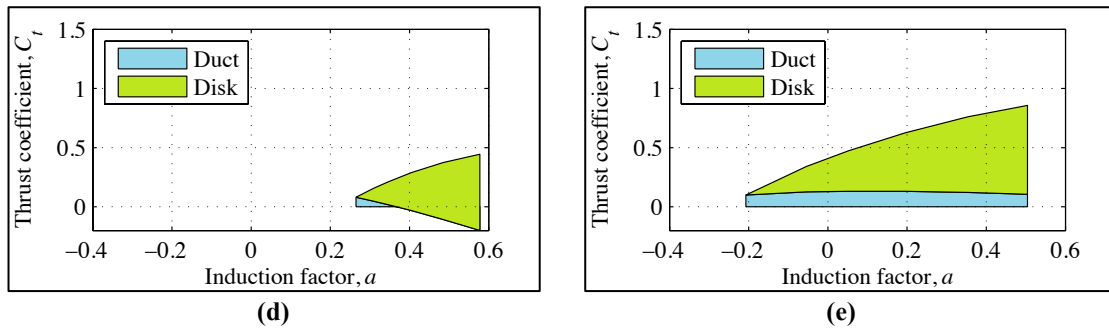 1.5
1
0.5
0
−0.4
−0.2
0
0.2
0.4
0.6
Thrust coefficient, C_t
Induction factor, a
Duct
Disk
(d)
1.5
1
0.5
0
−0.4
−0.2
0
0.2
0.4
0.6
Thrust coefficient, C_t
Induction factor, a
Duct
Disk
(e)